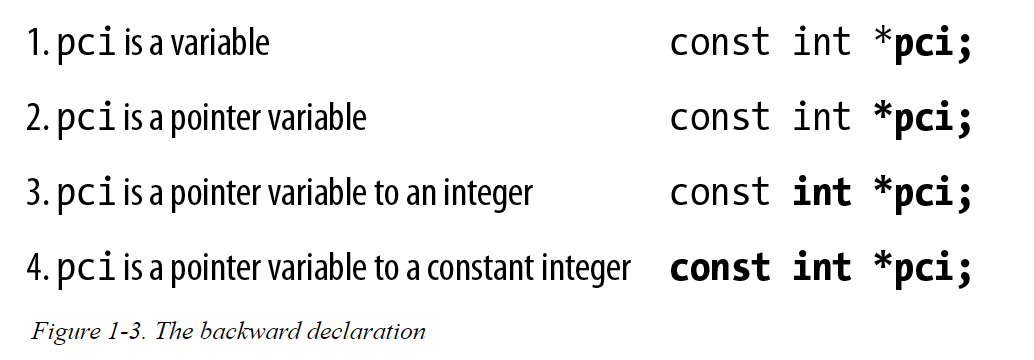 1. pci is a variable const int *pci;
2. pci is a pointer variable const int *pci;
3. pci is a pointer variable to an integer const int *pci;
4. pci is a pointer variable to a constant integer const int *pci;
Figure 1-3. The backward declaration